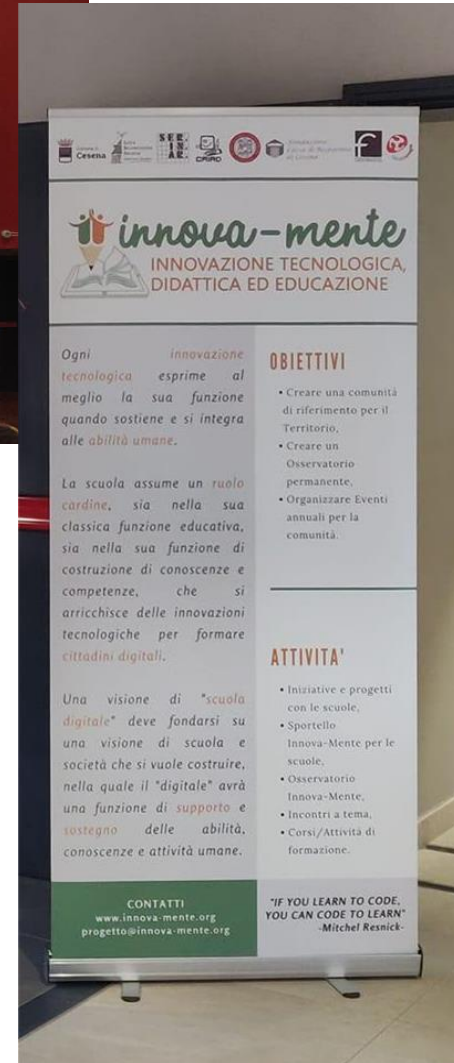 Cesena
SER
IN
AR
CRIAD
Fondazione
innova-mente
INNOVAZIONE TECNOLOGICA,
DIDATTICA ED EDUCAZIONE
Ogni innovazione
tecnologica esprime al
meglio la sua funzione
quando sostiene e si integra
alle abilità umane.
La scuola assume un ruolo
cardine, sia nella sua
classica funzione educativa,
sia nella sua funzione di
costruzione di conoscenze e
competenze, che si
arricchisce delle innovazioni
tecnologiche per formare
cittadini digitali.
Una visione di "scuola
digitale" deve fondarsi su
una visione di scuola e
società che si vuole costruire,
nella quale il "digitale" avrà
una funzione di supporto e
sostegno delle abilità,
conoscenze e attività umane.
OBIETTIVI
• Creare una comunità
di riferimento per il
Territorio,
• Creare un
Osservatorio
permanente,
• Organizzare Eventi
annuali per la
comunità.
ATTIVITA'
• Iniziative e progetti
con le scuole,
• Sportello
Innova-Mente per le
scuole,
• Osservatorio
Innova-Mente,
• Incontri a tema,
• Corsi/Attività di
formazione.
CONTATTI
www.innova-mente.org
progetto@innova-mente.org
"IF YOU LEARN TO CODE,
YOU CAN CODE TO LEARN"
-Mitchel Resnick-